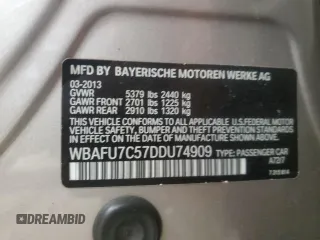 MFD BY BAYERISCHE MOTOREN WERKE AG
03-2013
GVWR 5379 lbs 2440 kg
GAWR FRONT 2701 lbs 1225 kg
GAWR REAR 2910 lbs 1320 kg
THIS VEHICLE CONFORMS TO ALL APPLICABLE U.S. FEDERAL MOTOR
VEHICLE SAFETY, BUMPER, AND THEFT PREVENTION STANDARDS
IN EFFECT ON THE DATE OF MANUFACTURE SHOWN ABOVE.
WBAFU7C57DDU74909 TYPE: PASSENGER CAR
A72/7
DREAMBID